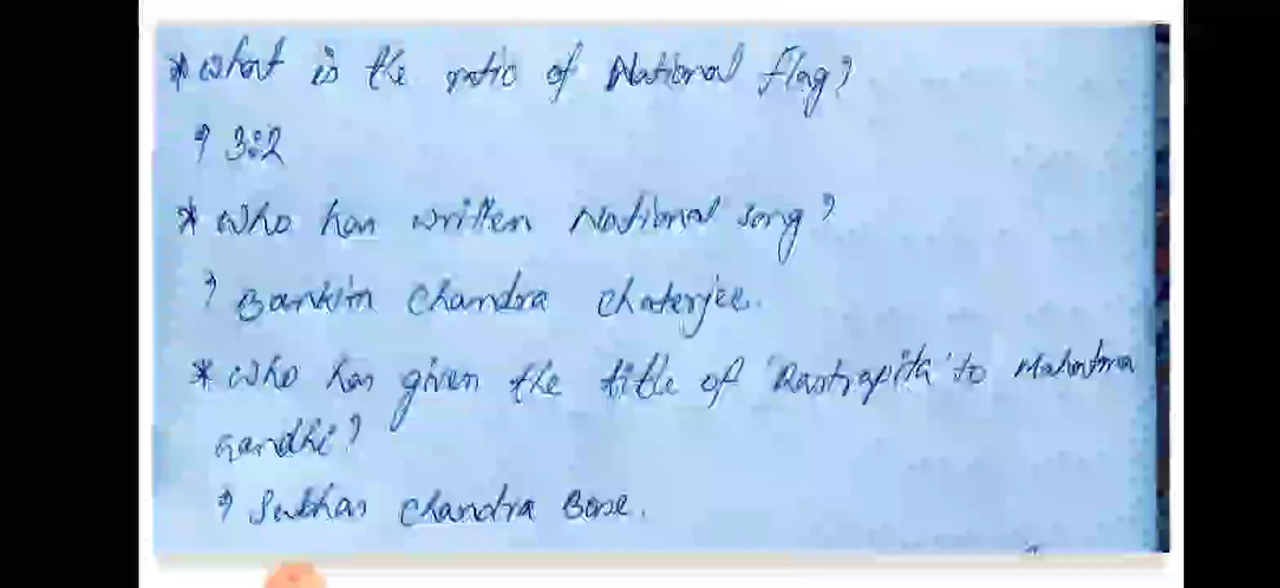 * What is the ratio of National flag?
→ 3:2
* Who has written National song?
→ Bankim Chandra Chaterjee.
* Who has given the title of 'Rastrapita' to Mahatma
gandhi?
→ Subhas Chandra Bose.